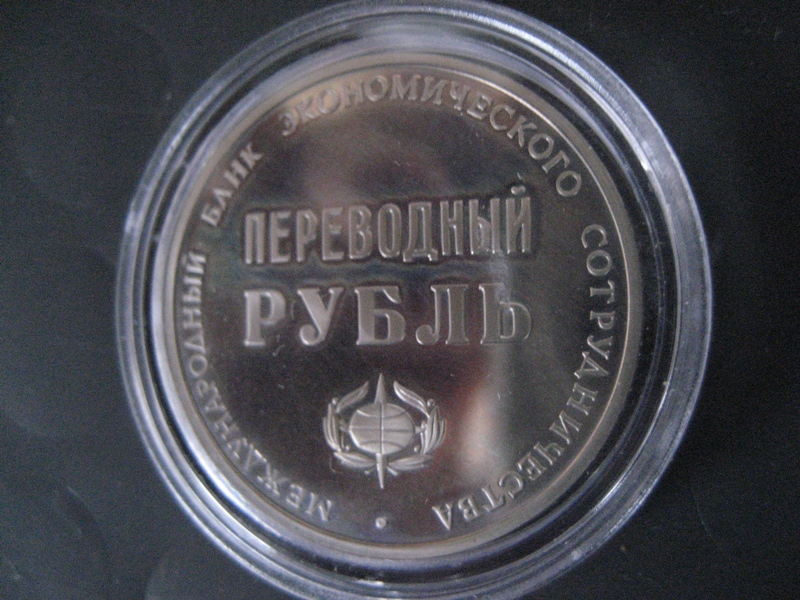 МЕЖДУНАРОДНЫЙ БАНК ЭКОНОМИЧЕСКОГО СОТРУДНИЧЕСТВА
ПЕРЕВОДНЫЙ
РУБЛЬ